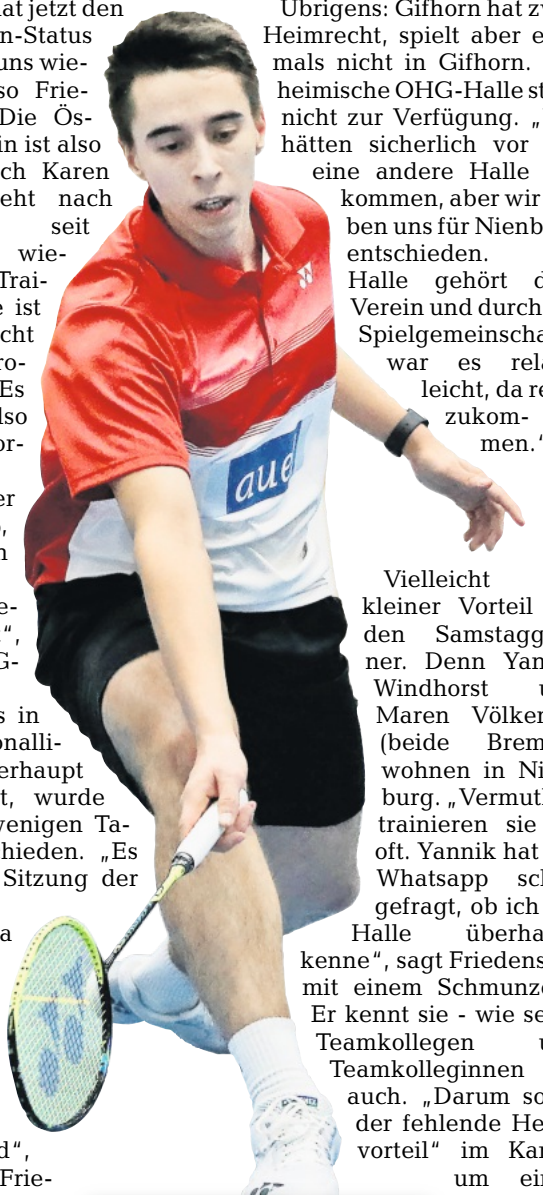 hat jetzt den
n-Status
uns wie-
so Frie-
Die Ös-
in ist also
ch Karen
eht nach
seit
wie-
Trai-
e ist
cht
ro-
Es
lso
or-
er
,
n
e-
“,
G-
s in
onalli-
erhaupt
t, wurde
wenigen Ta-
hieden. „Es
Sitzung der
a
d“,
Frie-
Übrigens: Gifhorn hat zw
Heimrecht, spielt aber e
mals nicht in Gifhorn.
heimische OHG-Halle st
nicht zur Verfügung. „
hätten sicherlich vor
eine andere Halle
kommen, aber wir
ben uns für Nienb
entschieden.
Halle gehört d
Verein und durch
Spielgemeinscha
war es rela
leicht, da re
zukom-
men.“
Vielleicht
kleiner Vorteil
den Samstagg
ner. Denn Yan
Windhorst u
Maren Völker
(beide Brem
wohnen in Ni
burg. „Vermutl
trainieren sie
oft. Yannik hat
Whatsapp sch
gefragt, ob ich
Halle überha
kenne“, sagt Friedens
mit einem Schmunze
Er kennt sie - wie se
Teamkollegen u
Teamkolleginnen
auch. „Darum so
der fehlende He
vorteil“ im Kam
um ein
aue